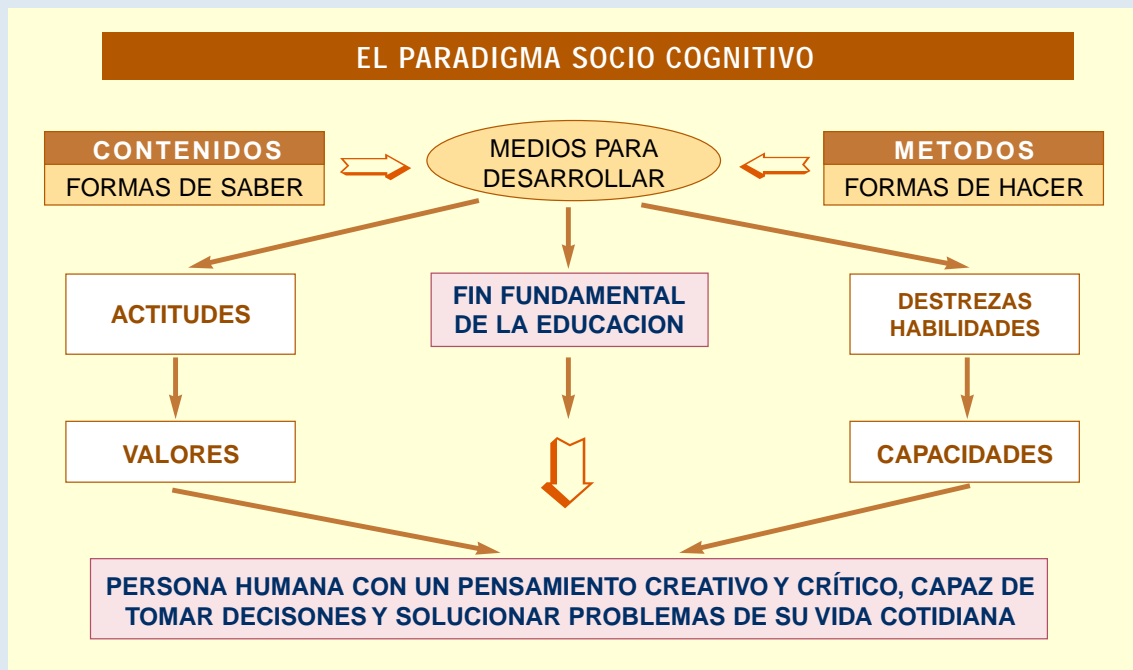 EL PARADIGMA SOCIO COGNITIVO
CONTENIDOS
FORMAS DE SABER
MEDIOS PARA
DESARROLLAR
METODOS
FORMAS DE HACER
ACTITUDES
FIN FUNDAMENTAL
DE LA EDUCACION
DESTREZAS
HABILIDADES
VALORES
CAPACIDADES
PERSONA HUMANA CON UN PENSAMIENTO CREATIVO Y CRÍTICO, CAPAZ DE
TOMAR DECISONES Y SOLUCIONAR PROBLEMAS DE SU VIDA COTIDIANA